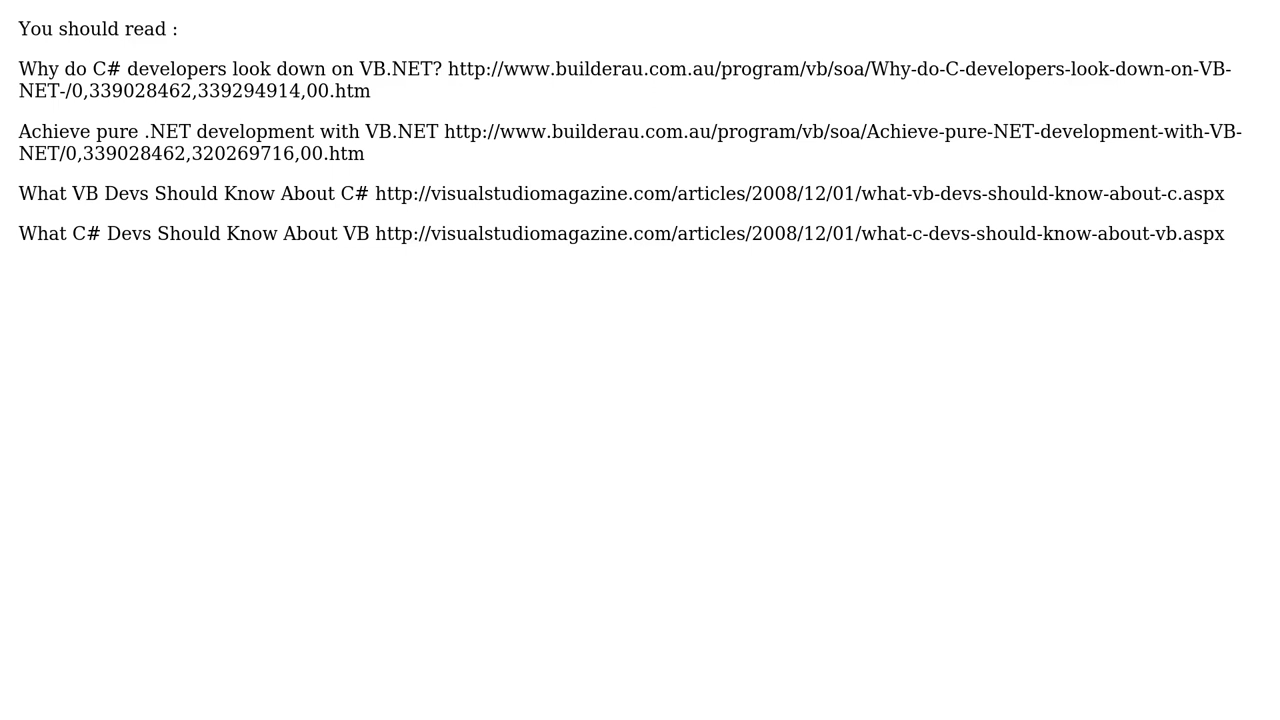 You should read :
Why do C# developers look down on VB.NET? http://www.builderau.com.au/program/vb/soa/Why-do-C-developers-look-down-on-VB-
NET-/0,339028462,339294914,00.htm
Achieve pure .NET development with VB.NET http://www.builderau.com.au/program/vb/soa/Achieve-pure-NET-development-with-VB-
NET/0,339028462,320269716,00.htm
What VB Devs Should Know About C# http://visualstudiomagazine.com/articles/2008/12/01/what-vb-devs-should-know-about-c.aspx
What C# Devs Should Know About VB http://visualstudiomagazine.com/articles/2008/12/01/what-c-devs-should-know-about-vb.aspx